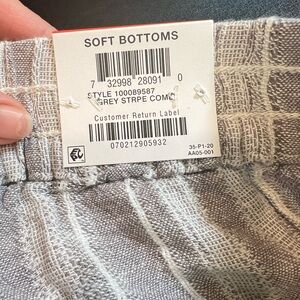 SOFT BOTTOMS
7 32998 28091 0
STYLE 100089587
GREY STRPE COMO
Customer Return Label
070212905932
35-P1-20
AA05-001